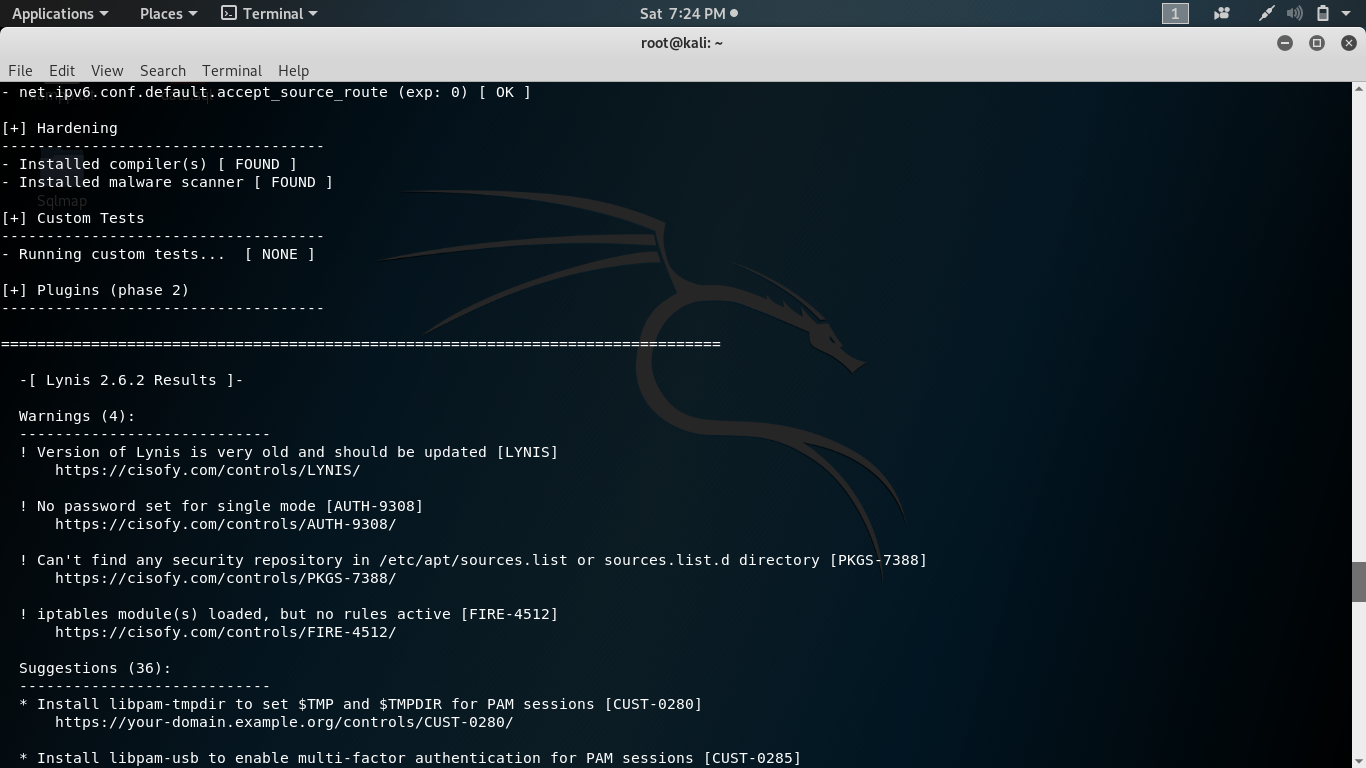 Applications Places Terminal Sat 7:24 PM 1
root@kali: ~
File Edit View Search Terminal Help
- net.ipv6.conf.default.accept_source_route (exp: 0) [ OK ]
[+] Hardening
------------------------------------
- Installed compiler(s) [ FOUND ]
- Installed malware scanner [ FOUND ]
Sqlmap
[+] Custom Tests
------------------------------------
- Running custom tests...  [ NONE ]
[+] Plugins (phase 2)
------------------------------------
================================================================================
-[ Lynis 2.6.2 Results ]-
Warnings (4):
----------------------------
! Version of Lynis is very old and should be updated [LYNIS]
https://cisofy.com/controls/LYNIS/
! No password set for single mode [AUTH-9308]
https://cisofy.com/controls/AUTH-9308/
! Can't find any security repository in /etc/apt/sources.list or sources.list.d directory [PKGS-7388]
https://cisofy.com/controls/PKGS-7388/
! iptables module(s) loaded, but no rules active [FIRE-4512]
https://cisofy.com/controls/FIRE-4512/
Suggestions (36):
----------------------------
* Install libpam-tmpdir to set $TMP and $TMPDIR for PAM sessions [CUST-0280]
https://your-domain.example.org/controls/CUST-0280/
* Install libpam-usb to enable multi-factor authentication for PAM sessions [CUST-0285]